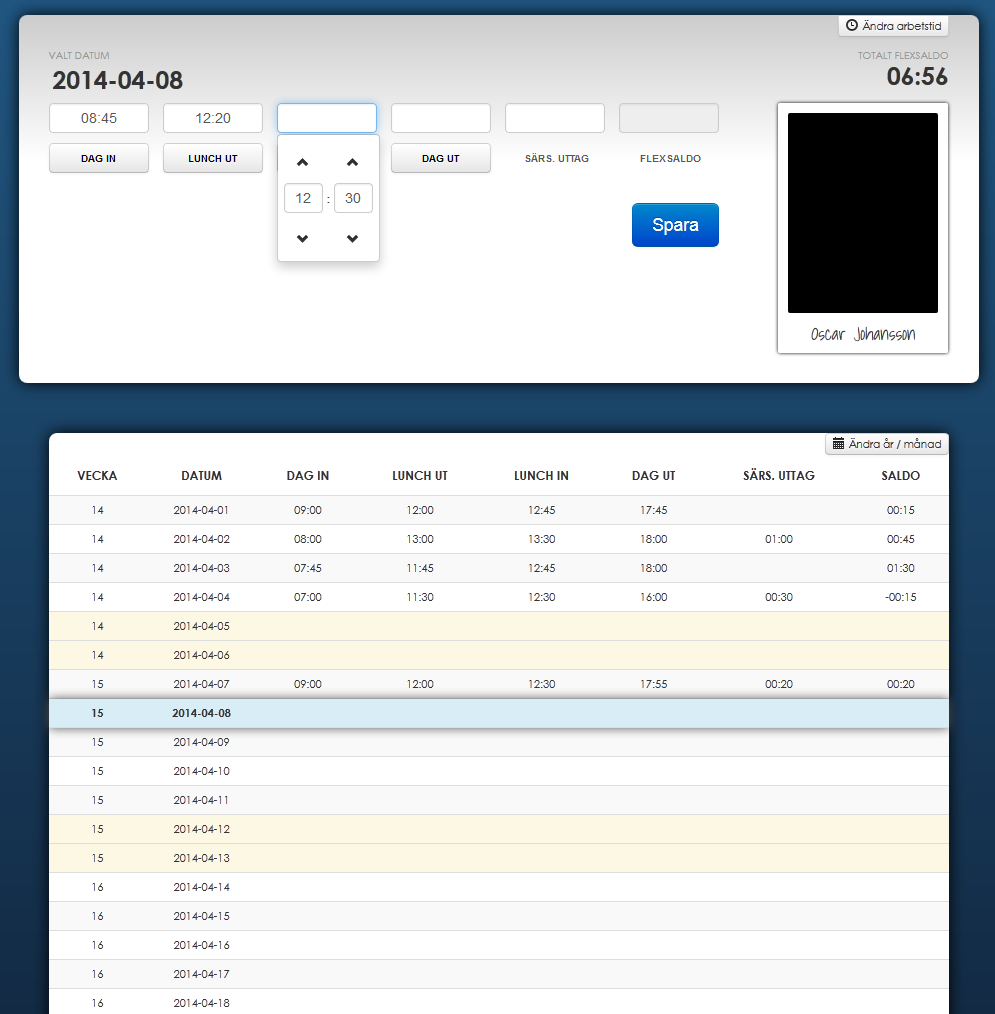 Ändra arbetstid
VALT DATUM TOTALT FLEXSALDO
2014-04-08 06:56
08:45 12:20
DAG IN LUNCH UT DAG UT SÄRS. UTTAG FLEXSALDO
12 : 30
Spara
Oscar Johansson
Ändra år / månad
VECKA DATUM DAG IN LUNCH UT LUNCH IN DAG UT SÄRS. UTTAG SALDO
14 2014-04-01 09:00 12:00 12:45 17:45 00:15
14 2014-04-02 08:00 13:00 13:30 18:00 01:00 00:45
14 2014-04-03 07:45 11:45 12:45 18:00 01:30
14 2014-04-04 07:00 11:30 12:30 16:00 00:30 -00:15
14 2014-04-05
14 2014-04-06
15 2014-04-07 09:00 12:00 12:30 17:55 00:20 00:20
15 2014-04-08
15 2014-04-09
15 2014-04-10
15 2014-04-11
15 2014-04-12
15 2014-04-13
16 2014-04-14
16 2014-04-15
16 2014-04-16
16 2014-04-17
16 2014-04-18